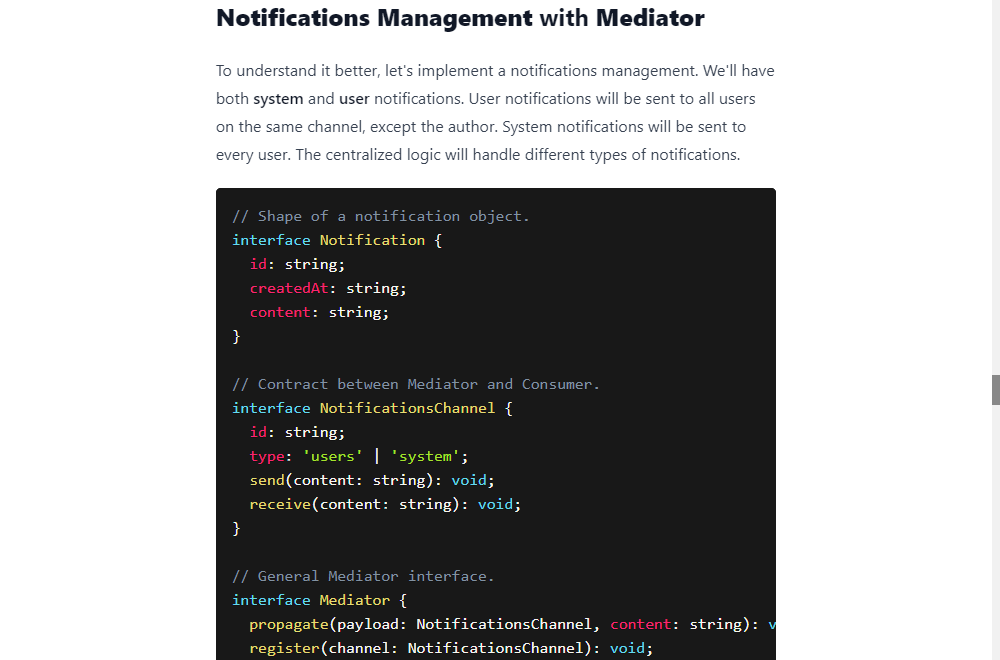 Notifications Management with Mediator
To understand it better, let's implement a notifications management. We'll have
both system and user notifications. User notifications will be sent to all users
on the same channel, except the author. System notifications will be sent to
every user. The centralized logic will handle different types of notifications.
// Shape of a notification object.
interface Notification {
  id: string;
  createdAt: string;
  content: string;
}
// Contract between Mediator and Consumer.
interface NotificationsChannel {
  id: string;
  type: 'users' | 'system';
  send(content: string): void;
  receive(content: string): void;
}
// General Mediator interface.
interface Mediator {
  propagate(payload: NotificationsChannel, content: string):
  register(channel: NotificationsChannel): void;